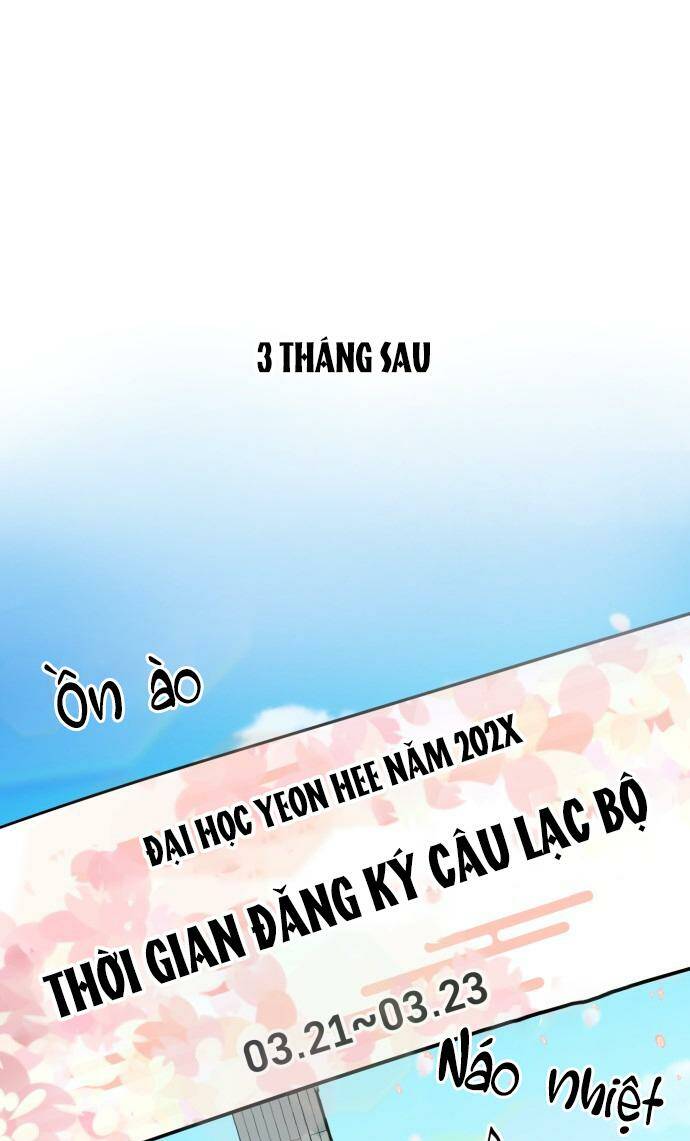 3 THÁNG SAU
Ồn ào
ĐẠI HỌC YEON HEE NĂM 202X
THỜI GIAN ĐĂNG KÝ CÂU LẠC BỘ
03.21~03.23
Náo nhiệt